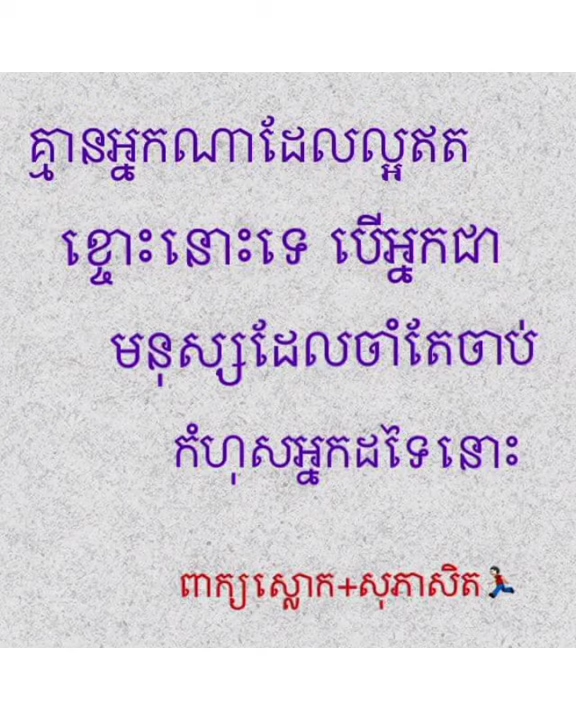 គ្មានអ្នកណាដែលល្អឥត
ខ្ចោះនោះទេ បើអ្នកជា
មនុស្សដែលចាំតែចាប់
កំហុសអ្នកដទៃនោះ
ពាក្យស្លោក+សុភាសិត🏃